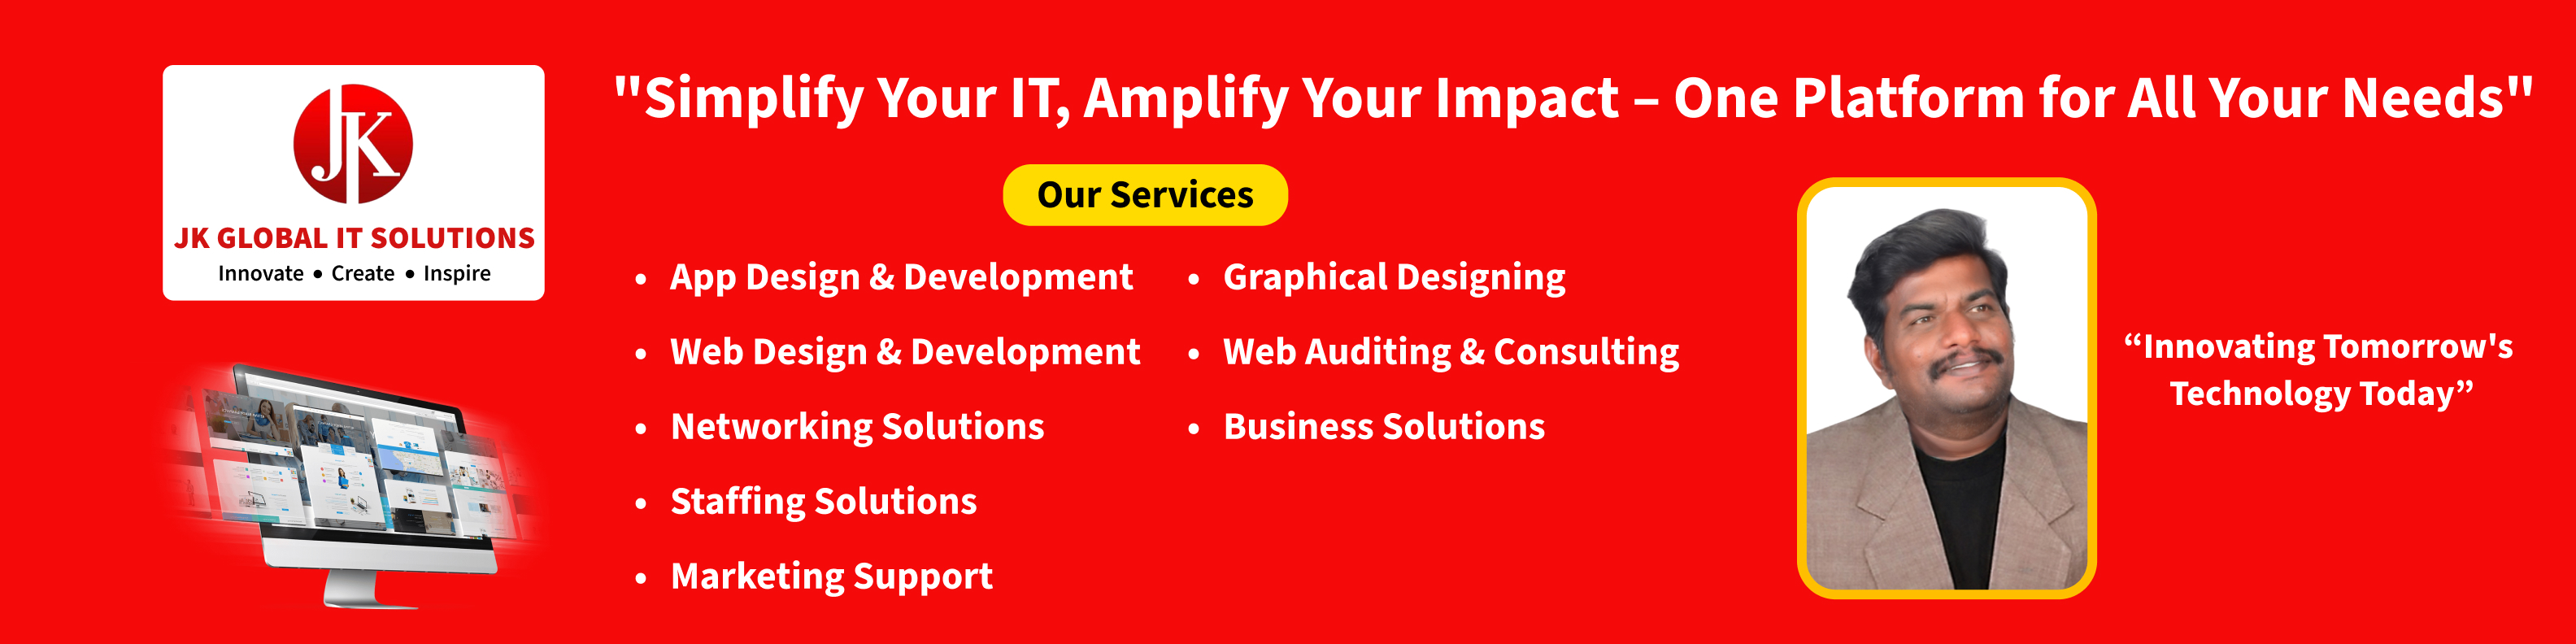 JK
JK GLOBAL IT SOLUTIONS
Innovate • Create • Inspire
"Simplify Your IT, Amplify Your Impact – One Platform for All Your Needs"
Our Services
• App Design & Development
• Web Design & Development
• Networking Solutions
• Staffing Solutions
• Marketing Support
• Graphical Designing
• Web Auditing & Consulting
• Business Solutions
“Innovating Tomorrow's
Technology Today”